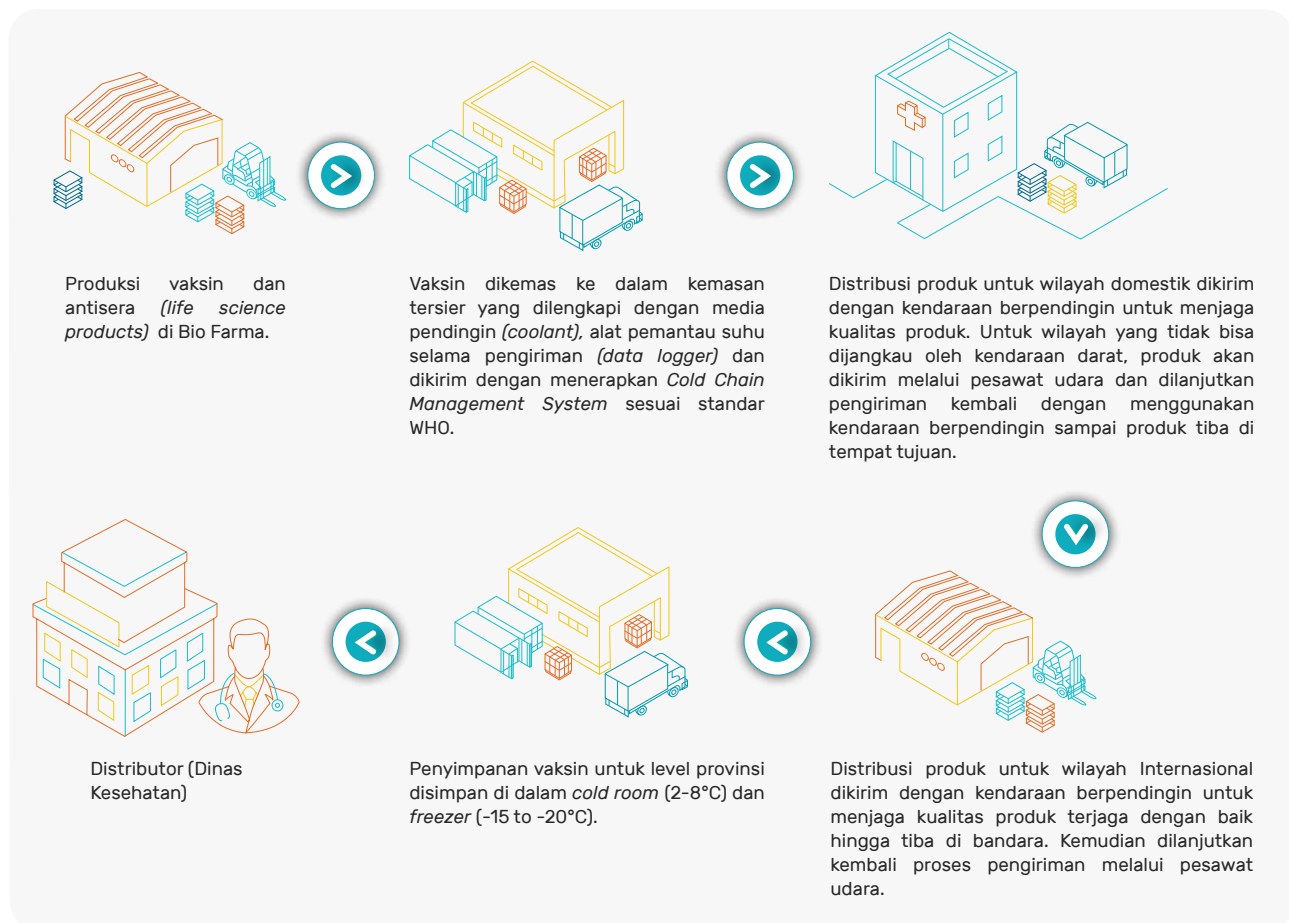 Produksi vaksin dan
antisera (life science
products) di Bio Farma.
Vaksin dikemas ke dalam kemasan
tersier yang dilengkapi dengan media
pendingin (coolant), alat pemantau suhu
selama pengiriman (data logger) dan
dikirim dengan menerapkan Cold Chain
Management System sesuai standar
WHO.
Distribusi produk untuk wilayah domestik dikirim
dengan kendaraan berpendingin untuk menjaga
kualitas produk. Untuk wilayah yang tidak bisa
dijangkau oleh kendaraan darat, produk akan
dikirim melalui pesawat udara dan dilanjutkan
pengiriman kembali dengan menggunakan
kendaraan berpendingin sampai produk tiba di
tempat tujuan.
Distributor (Dinas
Kesehatan)
Penyimpanan vaksin untuk level provinsi
disimpan di dalam cold room (2-8°C) dan
freezer (-15 to -20°C).
Distribusi produk untuk wilayah Internasional
dikirim dengan kendaraan berpendingin untuk
menjaga kualitas produk terjaga dengan baik
hingga tiba di bandara. Kemudian dilanjutkan
kembali proses pengiriman melalui pesawat
udara.